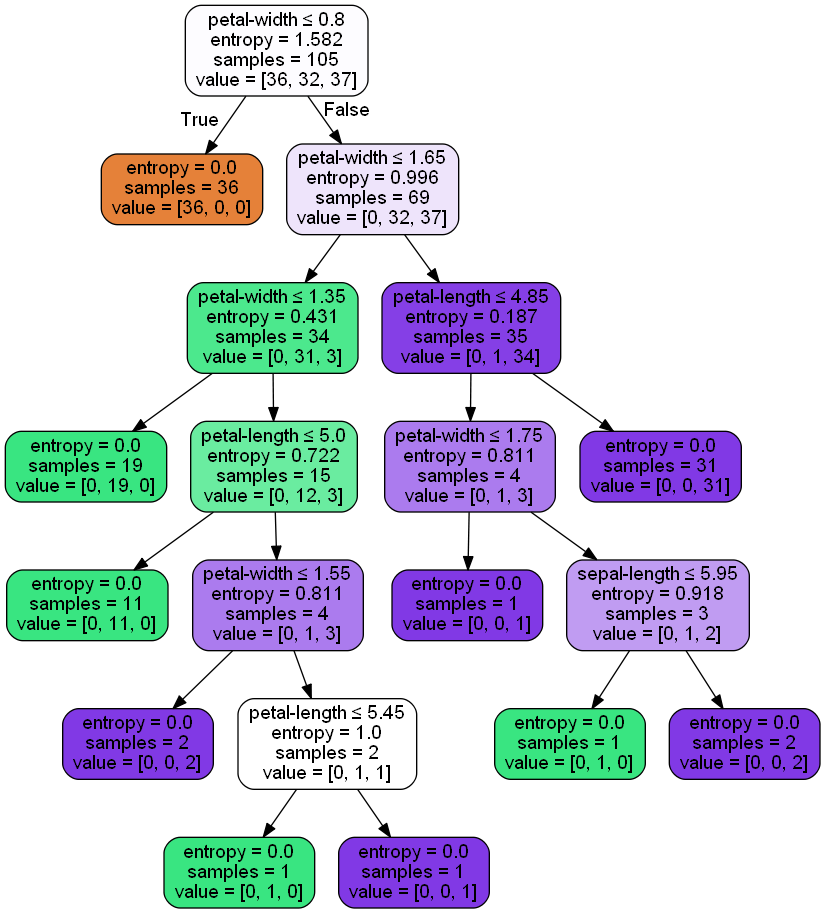 petal-width ≤ 0.8
entropy = 1.582
samples = 105
value = [36, 32, 37]
True
False
entropy = 0.0
samples = 36
value = [36, 0, 0]
petal-width ≤ 1.65
entropy = 0.996
samples = 69
value = [0, 32, 37]
petal-width ≤ 1.35
entropy = 0.431
samples = 34
value = [0, 31, 3]
petal-length ≤ 4.85
entropy = 0.187
samples = 35
value = [0, 1, 34]
entropy = 0.0
samples = 19
value = [0, 19, 0]
petal-length ≤ 5.0
entropy = 0.722
samples = 15
value = [0, 12, 3]
petal-width ≤ 1.75
entropy = 0.811
samples = 4
value = [0, 1, 3]
entropy = 0.0
samples = 31
value = [0, 0, 31]
entropy = 0.0
samples = 11
value = [0, 11, 0]
petal-width ≤ 1.55
entropy = 0.811
samples = 4
value = [0, 1, 3]
entropy = 0.0
samples = 1
value = [0, 0, 1]
sepal-length ≤ 5.95
entropy = 0.918
samples = 3
value = [0, 1, 2]
entropy = 0.0
samples = 2
value = [0, 0, 2]
petal-length ≤ 5.45
entropy = 1.0
samples = 2
value = [0, 1, 1]
entropy = 0.0
samples = 1
value = [0, 1, 0]
entropy = 0.0
samples = 2
value = [0, 0, 2]
entropy = 0.0
samples = 1
value = [0, 1, 0]
entropy = 0.0
samples = 1
value = [0, 0, 1]